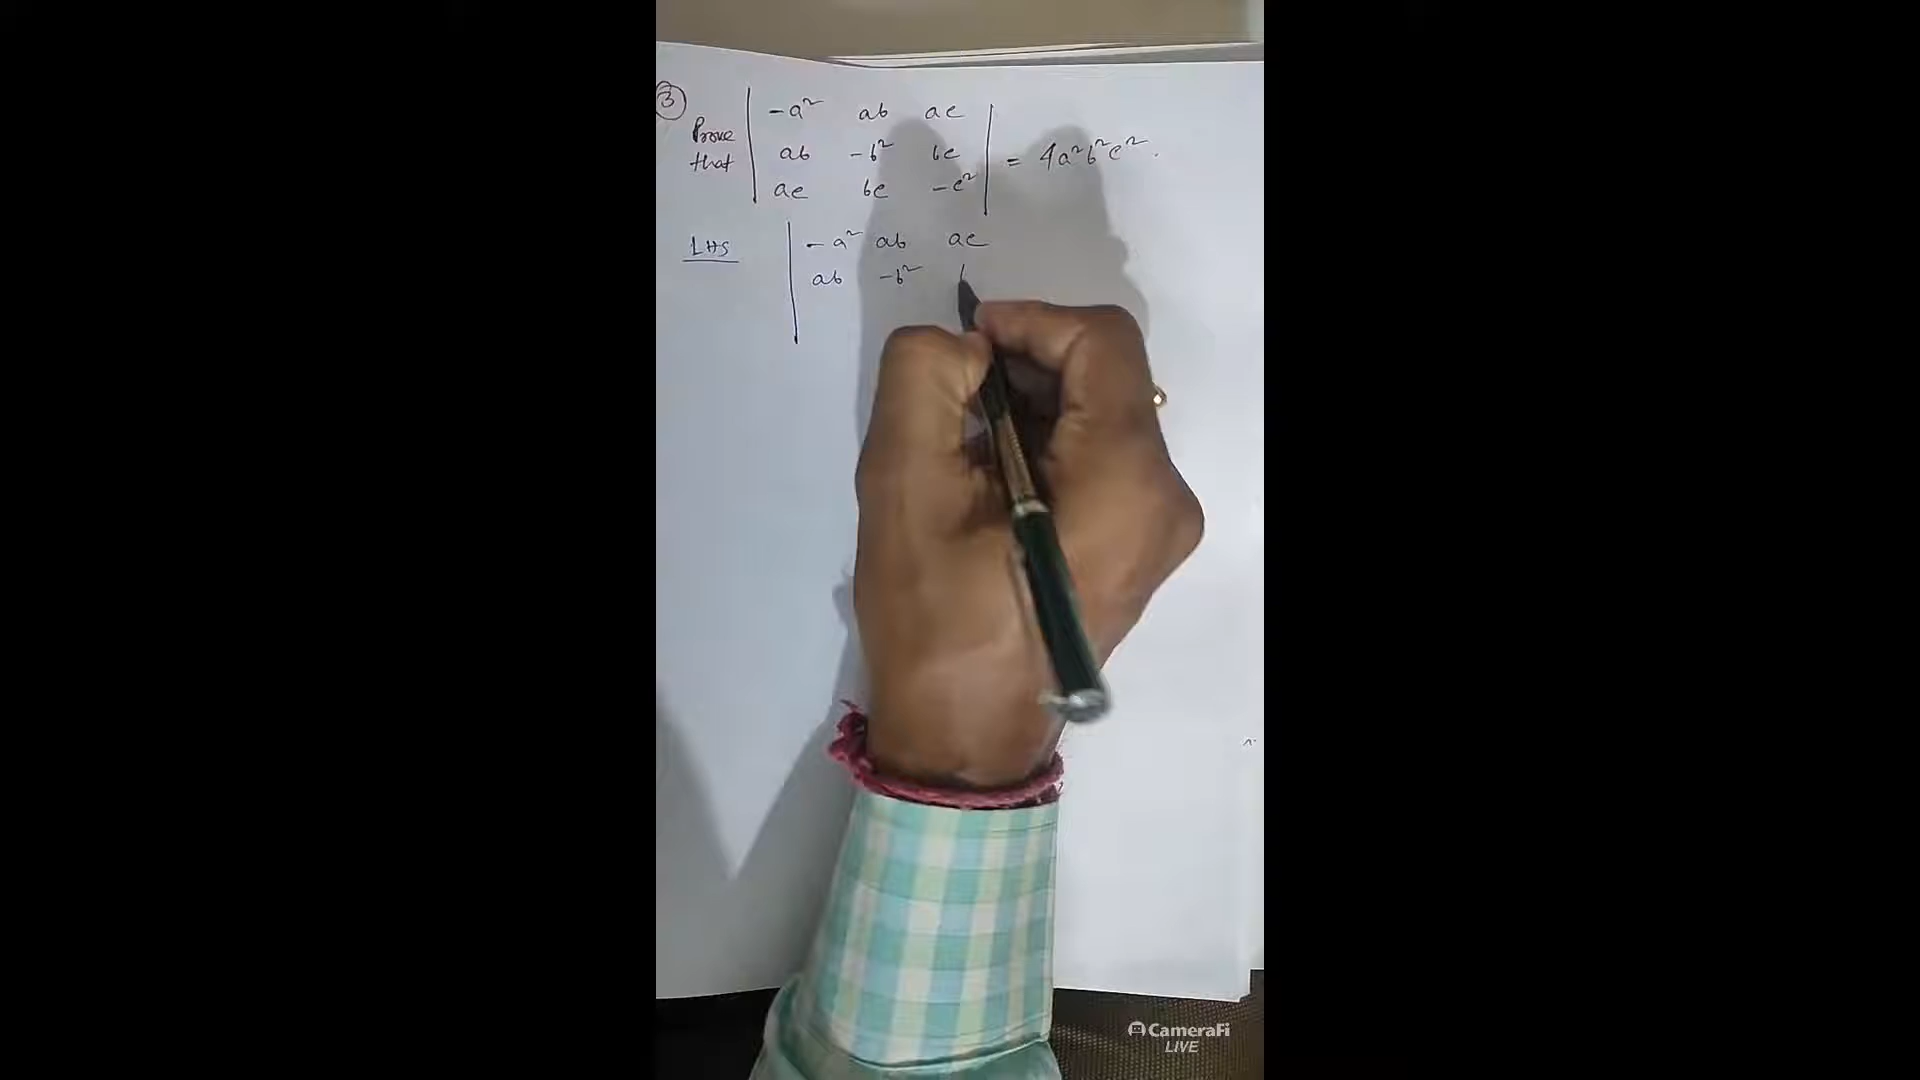 ③
Prove that | -a² ab ac |
| ab -b² bc | = 4a²b²c².
| ac bc -c² |
LHS | -a² ab ac
ab -b²
CameraFi
LIVE